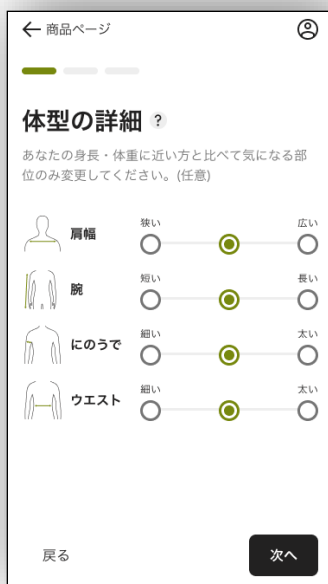 商品ページ
体型の詳細 ?
あなたの身長・体重に近い方と比べて気になる部
位のみ変更してください。(任意)
肩幅 狭い 広い
腕 短い 長い
にのうで 細い 太い
ウエスト 細い 太い
戻る 次へ